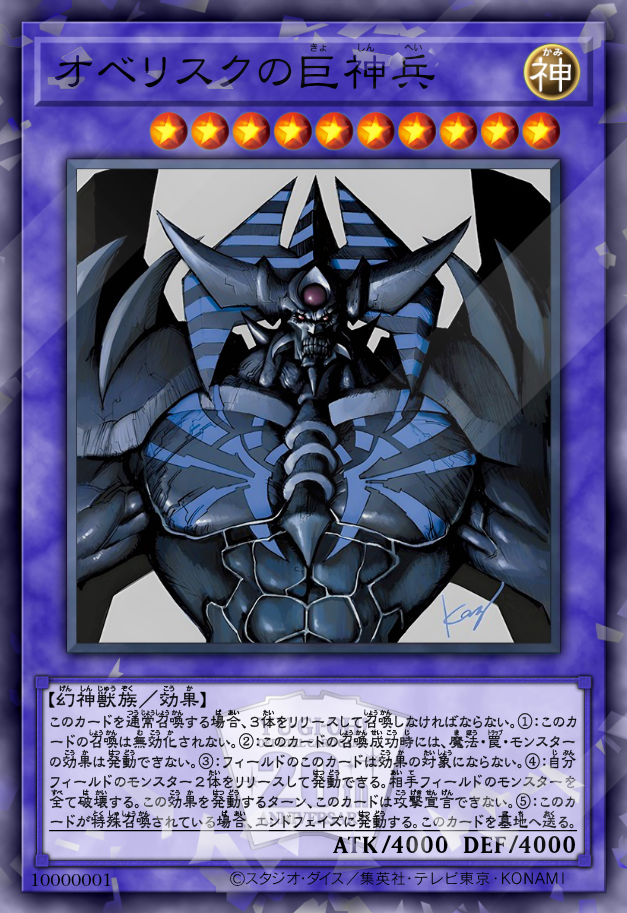 オベリスクの巨神兵
神
【幻神獣族／効果】
このカードを通常召喚する場合、３体をリリースして召喚しなければならない。①：このカ
ードの召喚は無効化されない。②：このカードの召喚成功時には、魔法・罠・モンスター
の効果は発動できない。③：フィールドのこのカードは効果の対象にならない。④：自分
フィールドのモンスター２体をリリースして発動できる。相手フィールドのモンスターを
全て破壊する。この効果を発動するターン、このカードは攻撃宣言できない。⑤：このカー
ドが特殊召喚されている場合、エンドフェイズに発動する。このカードを墓地へ送る。
ATK/4000 DEF/4000
10000001 ©スタジオ・ダイス／集英社・テレビ東京・KONAMI